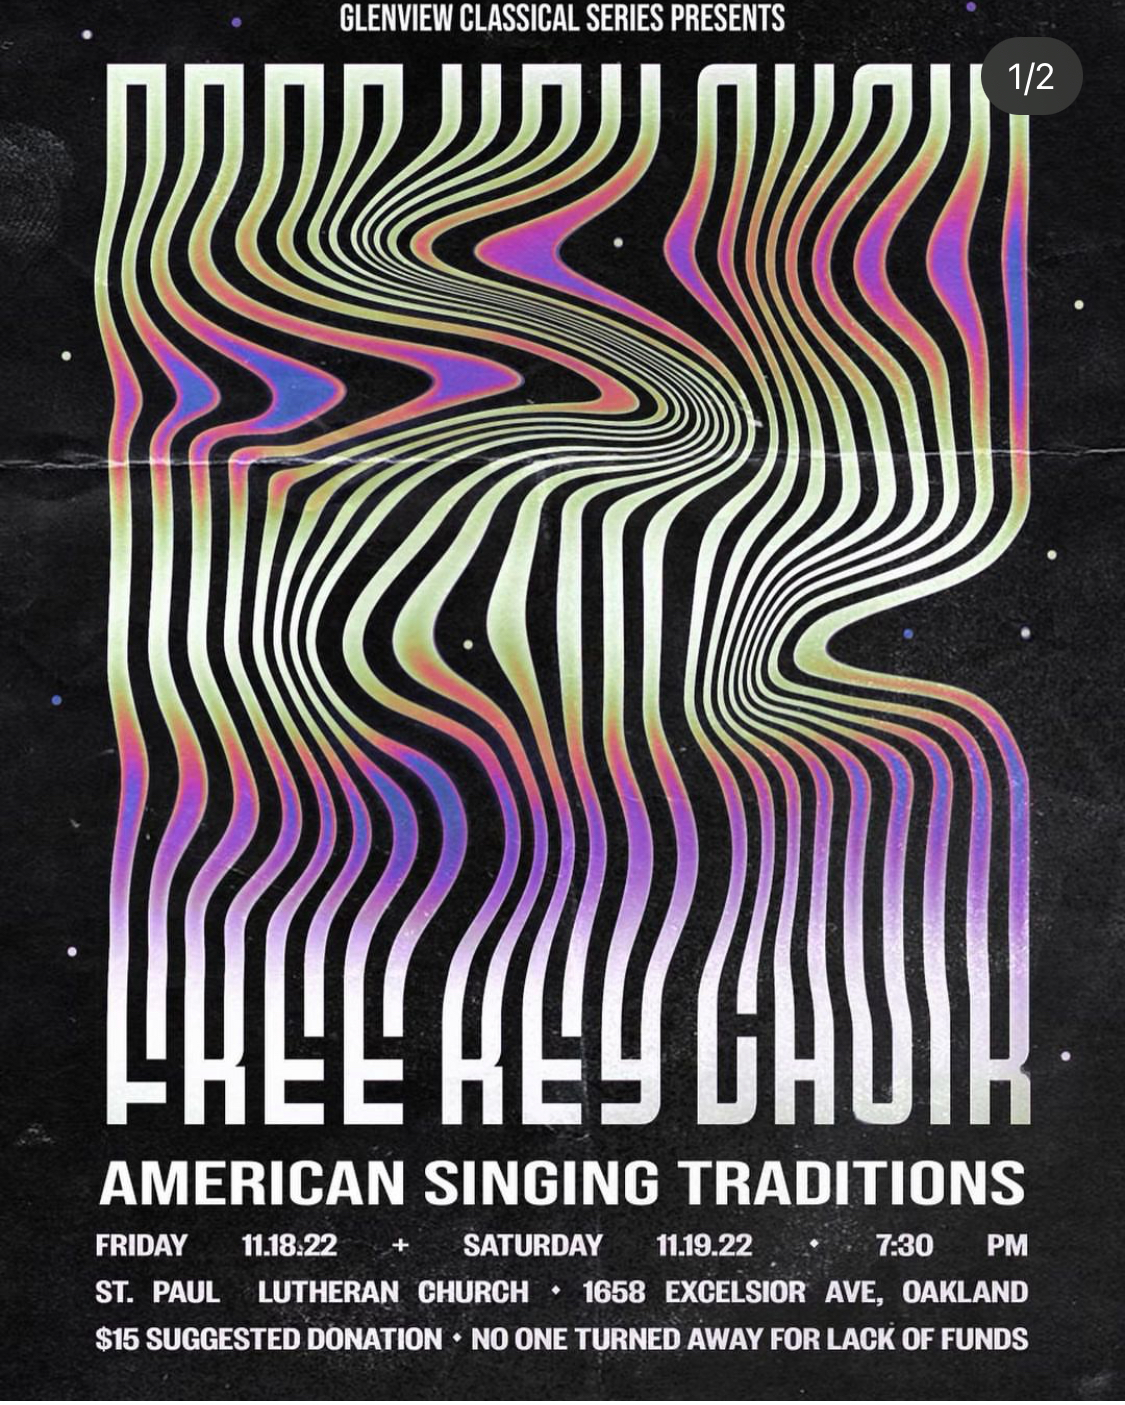 GLENVIEW CLASSICAL SERIES PRESENTS
1/2
FREE KEY CHOIR
AMERICAN SINGING TRADITIONS
FRIDAY 11.18.22 + SATURDAY 11.19.22 • 7:30 PM
ST. PAUL LUTHERAN CHURCH • 1658 EXCELSIOR AVE, OAKLAND
$15 SUGGESTED DONATION • NO ONE TURNED AWAY FOR LACK OF FUNDS